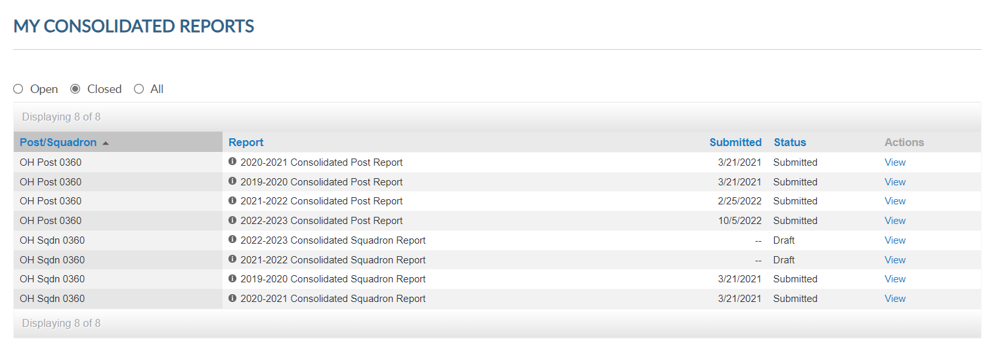 MY CONSOLIDATED REPORTS
Open Closed All
Displaying 8 of 8
Post/Squadron Report Submitted Status Actions
OH Post 0360 2020-2021 Consolidated Post Report 3/21/2021 Submitted View
OH Post 0360 2019-2020 Consolidated Post Report 3/21/2021 Submitted View
OH Post 0360 2021-2022 Consolidated Post Report 2/25/2022 Submitted View
OH Post 0360 2022-2023 Consolidated Post Report 10/5/2022 Submitted View
OH Sqdn 0360 2022-2023 Consolidated Squadron Report -- Draft View
OH Sqdn 0360 2021-2022 Consolidated Squadron Report -- Draft View
OH Sqdn 0360 2019-2020 Consolidated Squadron Report 3/21/2021 Submitted View
OH Sqdn 0360 2020-2021 Consolidated Squadron Report 3/21/2021 Submitted View
Displaying 8 of 8